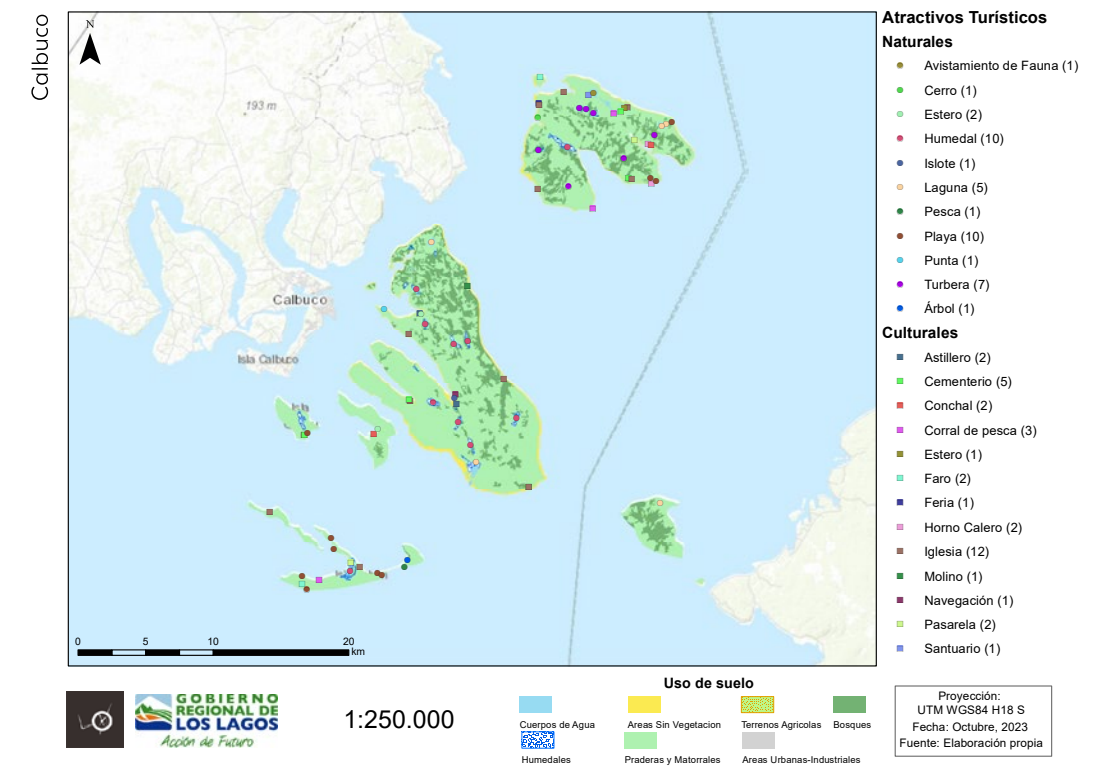 Calbuco
N
193 m
Calbuco
Isla Calbuco
0 5 10 20
km
Atractivos Turísticos
Naturales
Avistamiento de Fauna (1)
Cerro (1)
Estero (2)
Humedal (10)
Islote (1)
Laguna (5)
Pesca (1)
Playa (10)
Punta (1)
Turbera (7)
Árbol (1)
Culturales
Astillero (2)
Cementerio (5)
Conchal (2)
Corral de pesca (3)
Estero (1)
Faro (2)
Feria (1)
Horno Calero (2)
Iglesia (12)
Molino (1)
Navegación (1)
Pasarela (2)
Santuario (1)
GOBIERNO
REGIONAL DE
LOS LAGOS
Acción de Futuro
1:250.000
Uso de suelo
Cuerpos de Agua
Areas Sin Vegetacion
Terrenos Agricolas
Bosques
Humedales
Praderas y Matorrales
Areas Urbanas-Industriales
Proyección:
UTM WGS84 H18 S
Fecha: Octubre, 2023
Fuente: Elaboración propia